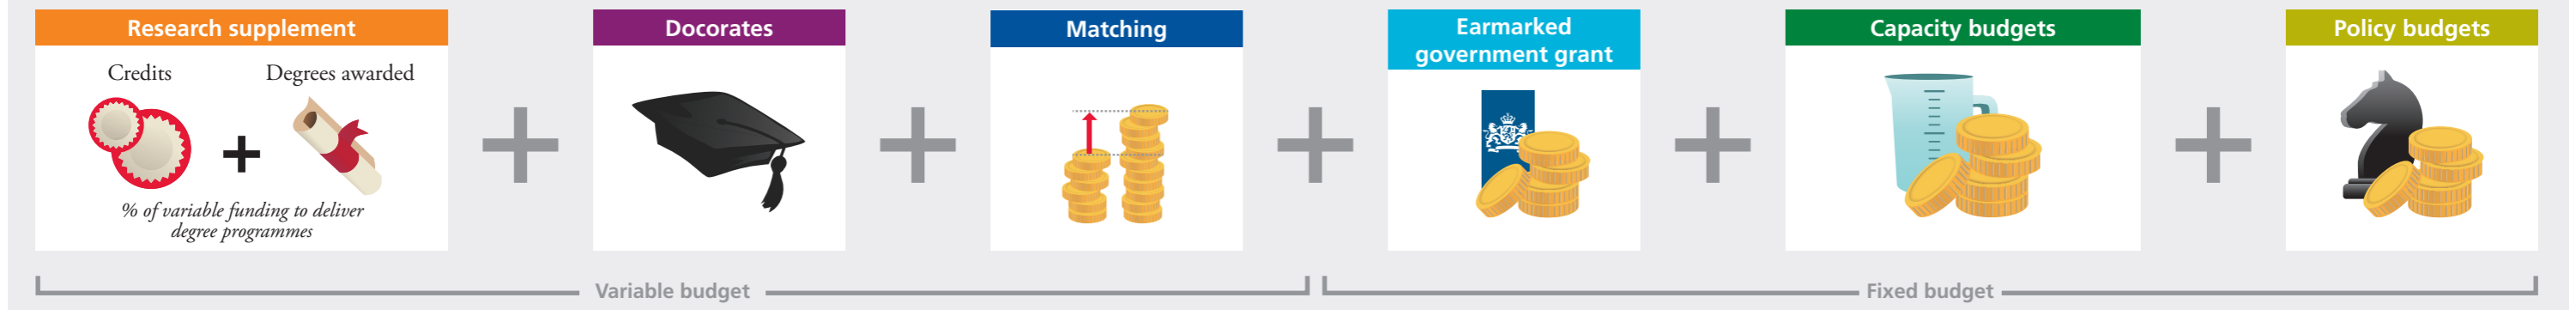 Research supplement
Credits
Degrees awarded
+
% of variable funding to deliver
degree programmes
+
Docorates
+
Matching
+
Earmarked
government grant
+
Capacity budgets
+
Policy budgets
Variable budget
Fixed budget